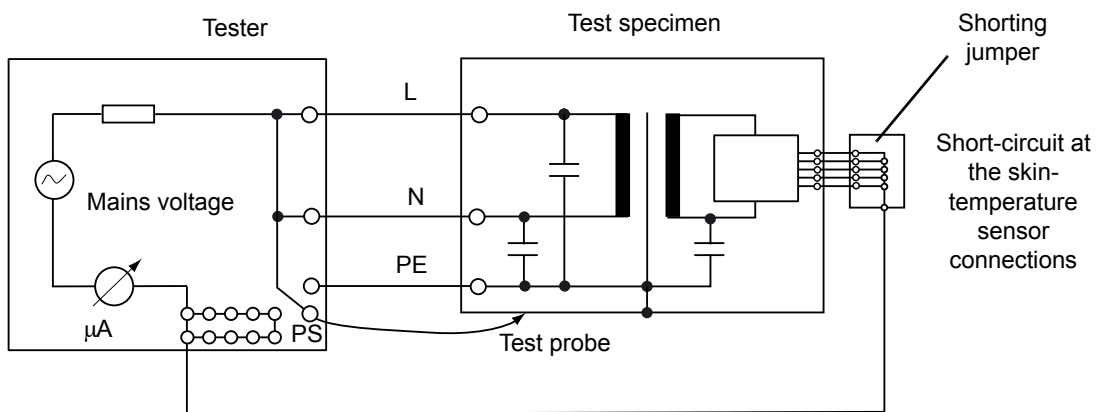 Tester
Test specimen
Shorting
jumper
L
N
PE
Mains voltage
μA
PS
Test probe
Short-circuit at
the skin-
temperature
sensor
connections